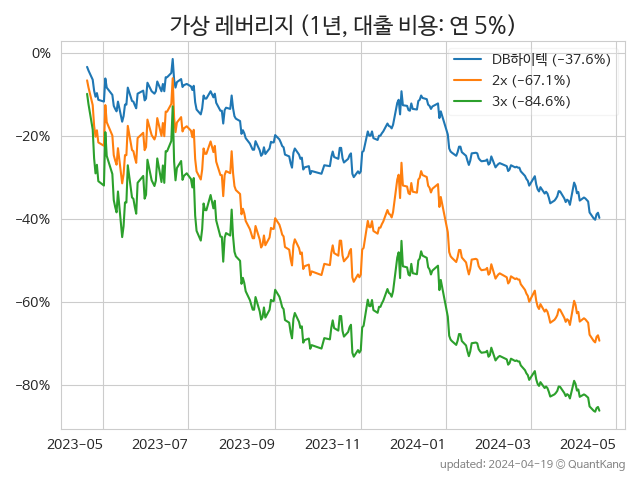 가상 레버리지 (1년, 대출 비용: 연 5%)
DB하이텍 (−37.6%)
2x (−67.1%)
3x (−84.6%)
0%
−20%
−40%
−60%
−80%
2023-05 2023-07 2023-09 2023-11 2024-01 2024-03 2024-05
updated: 2024-04-19 © QuantKang